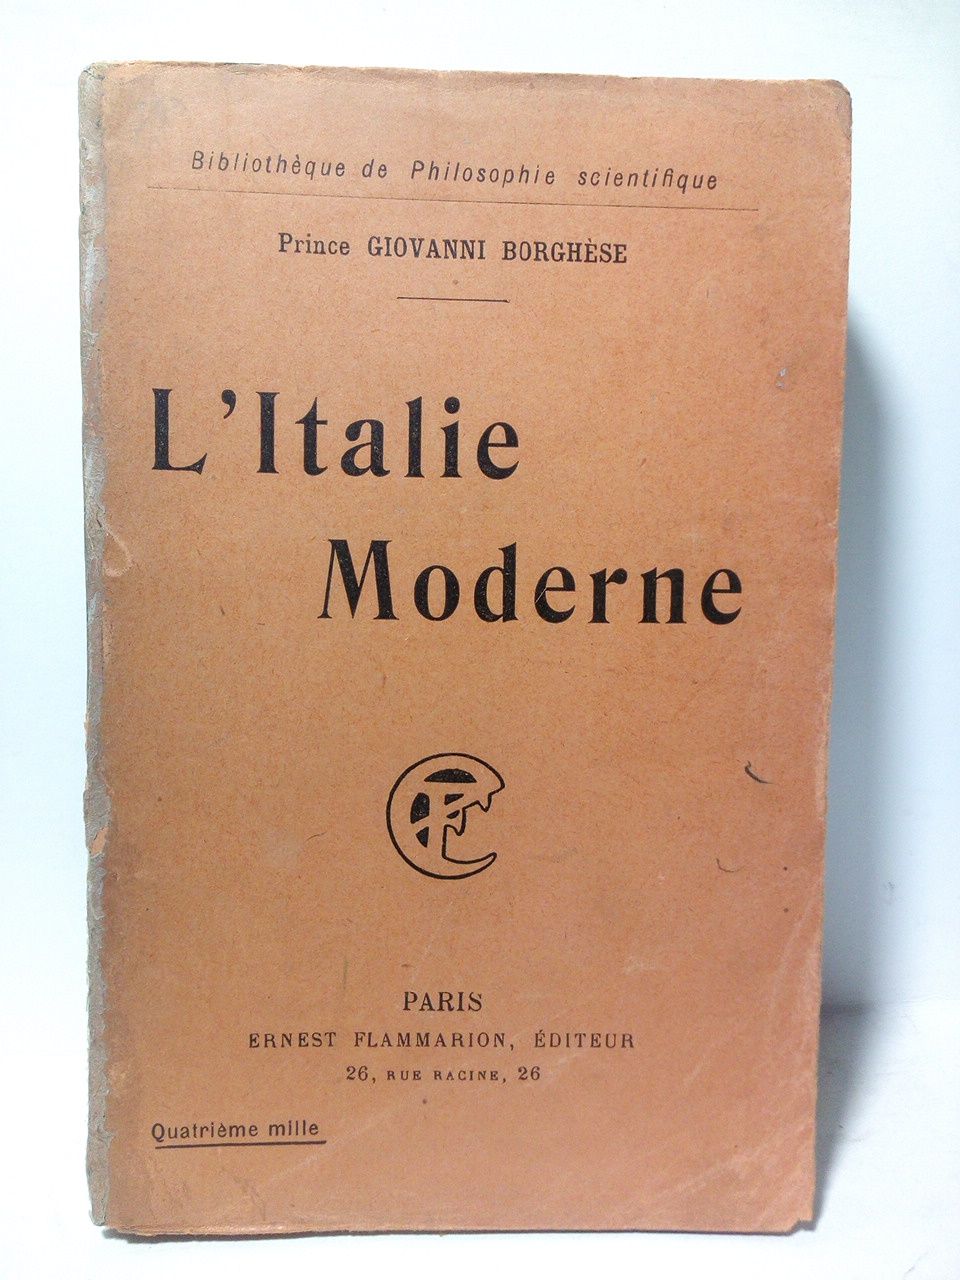 Bibliothèque de Philosophie scientifique
Prince GIOVANNI BORGHÈSE
L'Italie
Moderne
PARIS
ERNEST FLAMMARION, ÉDITEUR
26, RUE RACINE, 26
Quatrième mille